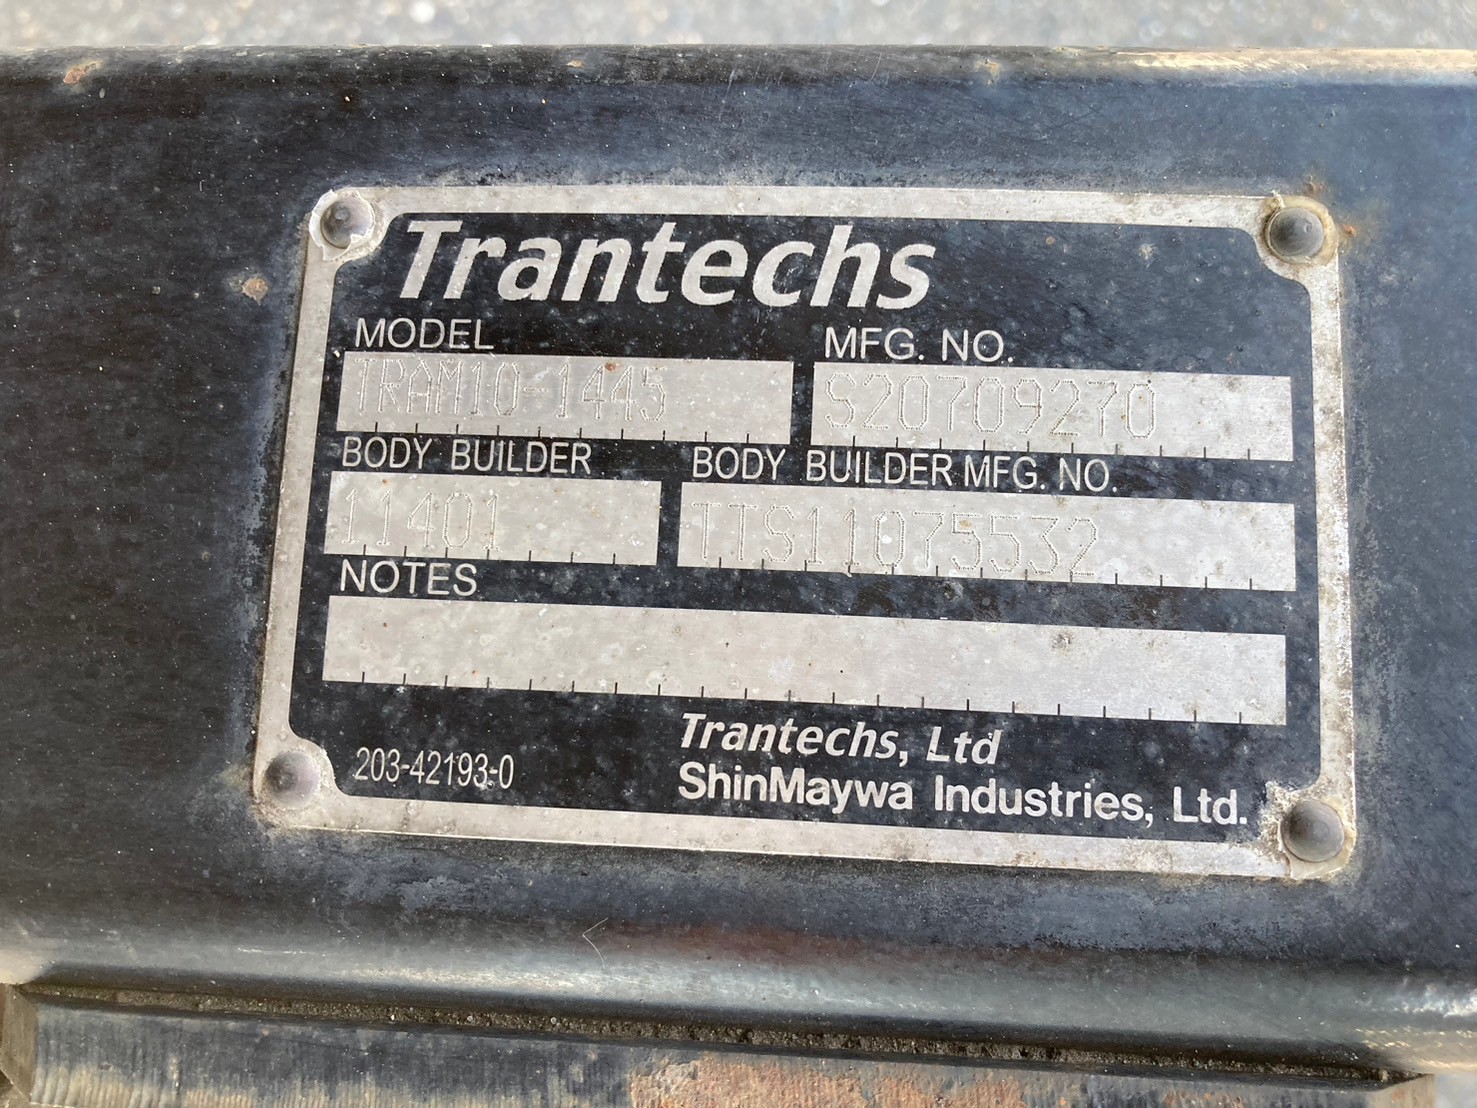 Trantechs
MODEL MFG. NO.
TRAM10-1445 S20709270
BODY BUILDER BODY BUILDER MFG. NO.
11401 TTS11075532
NOTES
Trantechs, Ltd
203-42193-0 ShinMaywa Industries, Ltd.